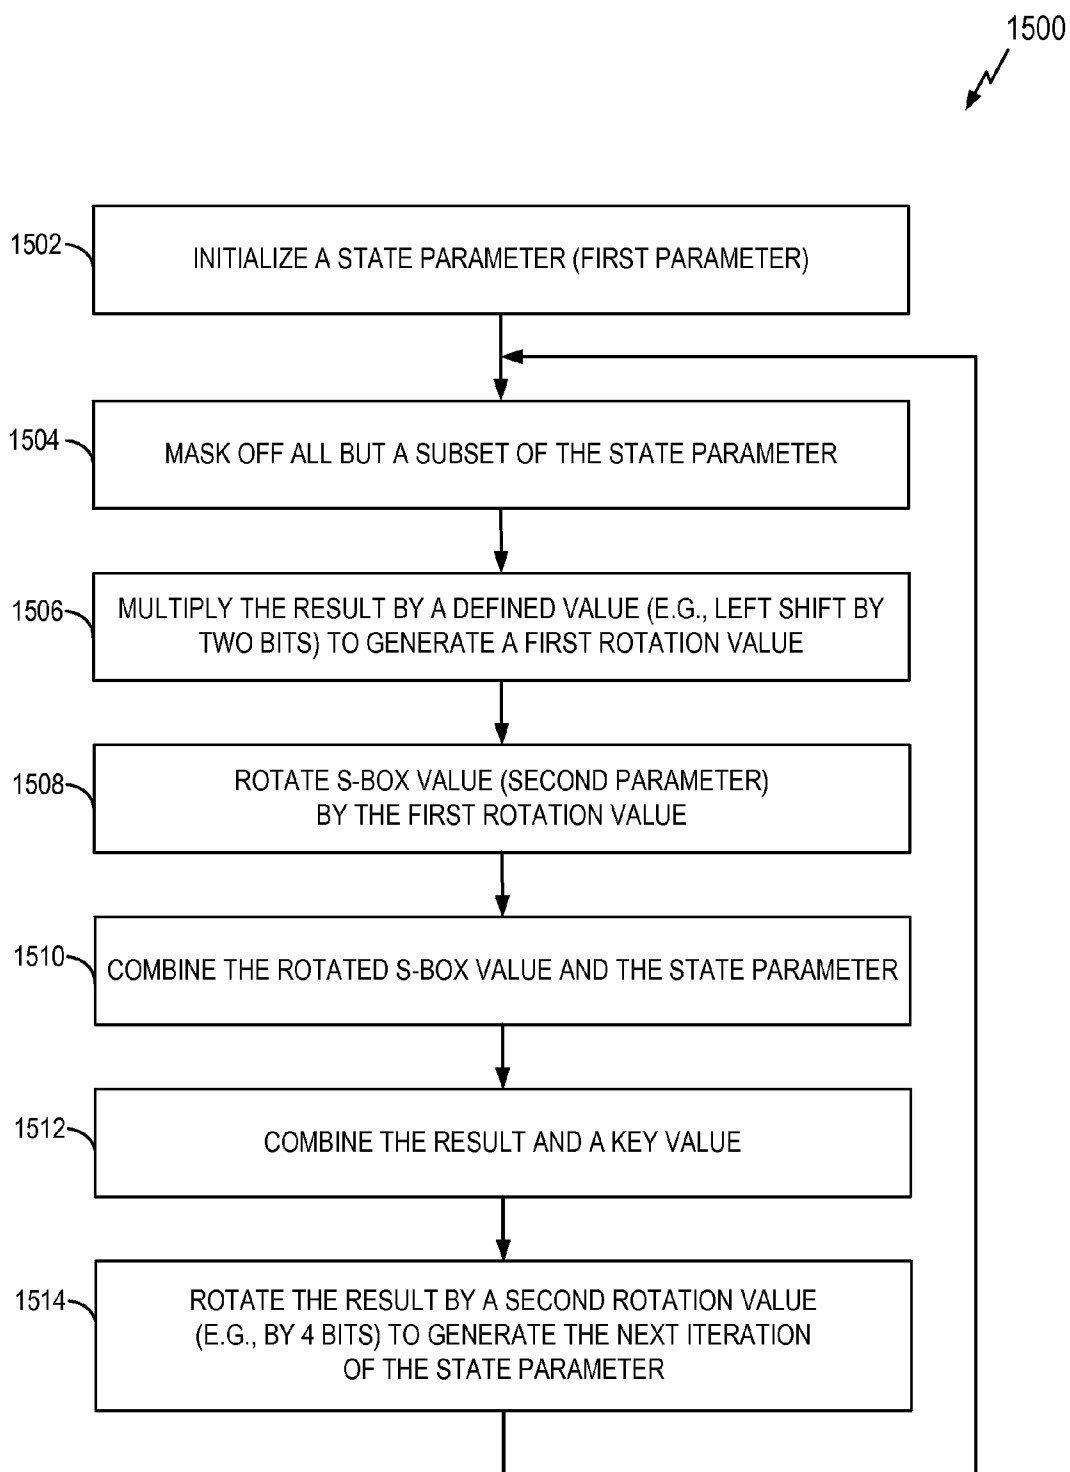 1500
1502
INITIALIZE A STATE PARAMETER (FIRST PARAMETER)
1504
MASK OFF ALL BUT A SUBSET OF THE STATE PARAMETER
1506
MULTIPLY THE RESULT BY A DEFINED VALUE (E.G., LEFT SHIFT BY
TWO BITS) TO GENERATE A FIRST ROTATION VALUE
1508
ROTATE S-BOX VALUE (SECOND PARAMETER)
BY THE FIRST ROTATION VALUE
1510
COMBINE THE ROTATED S-BOX VALUE AND THE STATE PARAMETER
1512
COMBINE THE RESULT AND A KEY VALUE
1514
ROTATE THE RESULT BY A SECOND ROTATION VALUE
(E.G., BY 4 BITS) TO GENERATE THE NEXT ITERATION
OF THE STATE PARAMETER